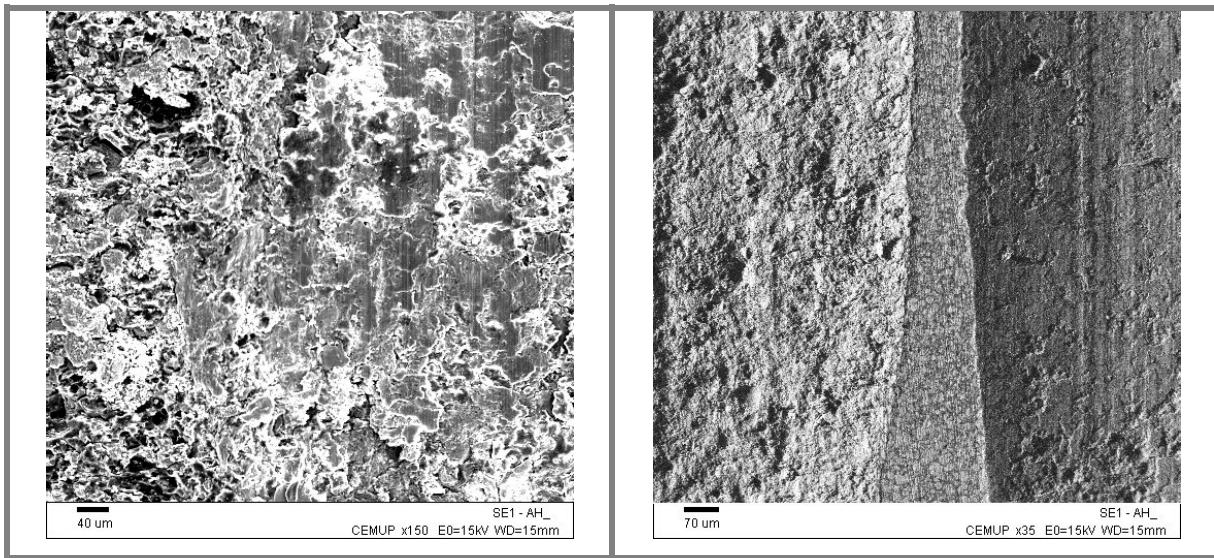 SE1 - AH_
40 um
CEMUP x150 E0=15kV WD=15mm
SE1 - AH_
70 um
CEMUP x35 E0=15kV WD=15mm